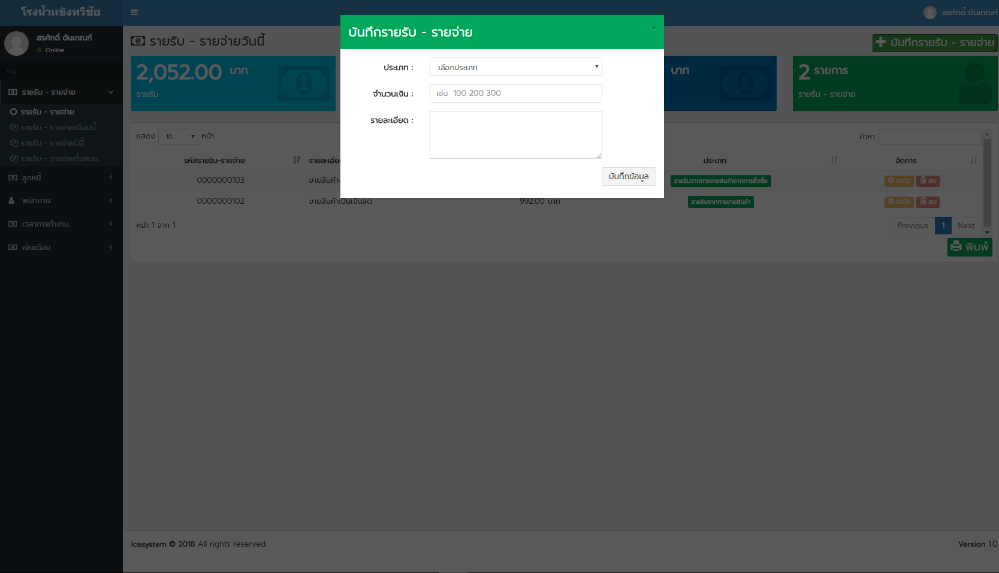 โรงน้ำแข็งทวีชัย
สรศักดิ์ ตันเกณฑ์
สรศักดิ์ ตันเกณฑ์
Online
เมนู
รายรับ - รายจ่าย
รายรับ - รายจ่าย
รายรับ - รายจ่ายเดือนนี้
รายรับ - รายจ่ายปีนี้
รายรับ - รายจ่ายทั้งหมด
ลูกหนี้
พนักงาน
เวลาการทำงาน
เงินเดือน
รายรับ - รายจ่ายวันนี้
บันทึกรายรับ - รายจ่าย
2,052.00 บาท
รายรับ
บาท
2 รายการ
รายรับ - รายจ่าย
บันทึกรายรับ - รายจ่าย
×
ประเภท :
เลือกประเภท
จำนวนเงิน :
เช่น 100 200 300
รายละเอียด :
บันทึกข้อมูล
แสดง 10 หน้า
ค้าหา
รหัสรายรับ-รายจ่าย รายละเอีย ประเภท จัดการ
0000000103 ขายสินค้า รายรับจากการขายสินค้าจากการสั่งซื้อ แก้ไข ลบ
0000000102 ขายสินค้าเป็นเงินสด 992.00 บาท รายรับจากการขายสินค้า แก้ไข ลบ
หน้า 1 จาก 1
Previous 1 Next
พิมพ์
icesystem © 2018 All rights reserved.
Version 1.0